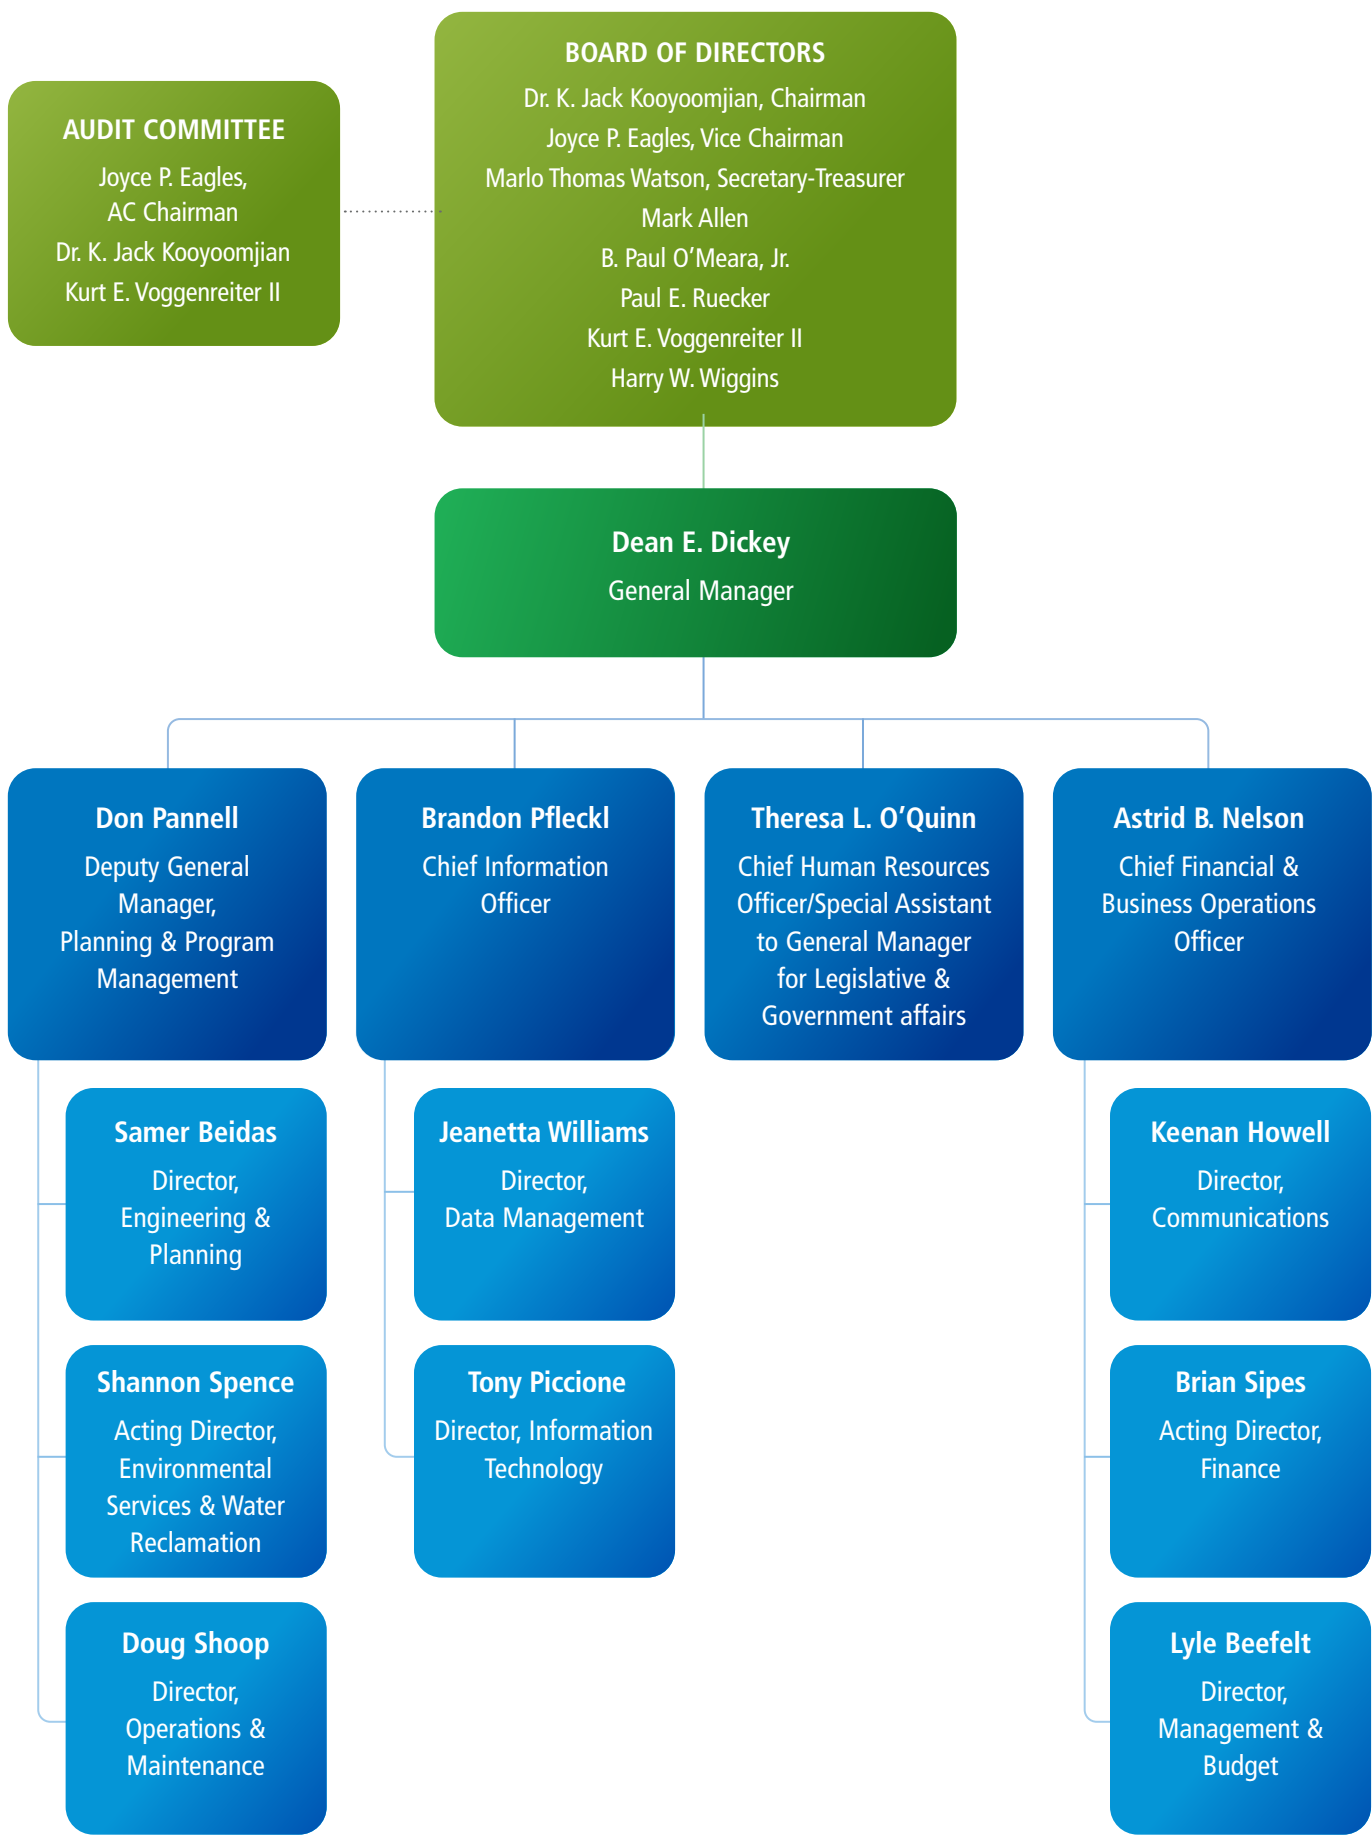 BOARD OF DIRECTORS
Dr. K. Jack Kooyoomjian, Chairman
Joyce P. Eagles, Vice Chairman
Marlo Thomas Watson, Secretary-Treasurer
Mark Allen
B. Paul O’Meara, Jr.
Paul E. Ruecker
Kurt E. Voggenreiter II
Harry W. Wiggins
AUDIT COMMITTEE
Joyce P. Eagles,
AC Chairman
Dr. K. Jack Kooyoomjian
Kurt E. Voggenreiter II
Dean E. Dickey
General Manager
Don Pannell
Deputy General
Manager,
Planning & Program
Management
Brandon Pfleckl
Chief Information
Officer
Theresa L. O’Quinn
Chief Human Resources
Officer/Special Assistant
to General Manager
for Legislative &
Government affairs
Astrid B. Nelson
Chief Financial &
Business Operations
Officer
Samer Beidas
Director,
Engineering &
Planning
Shannon Spence
Acting Director,
Environmental
Services & Water
Reclamation
Doug Shoop
Director,
Operations &
Maintenance
Jeanetta Williams
Director,
Data Management
Tony Piccione
Director, Information
Technology
Keenan Howell
Director,
Communications
Brian Sipes
Acting Director,
Finance
Lyle Beefelt
Director,
Management &
Budget